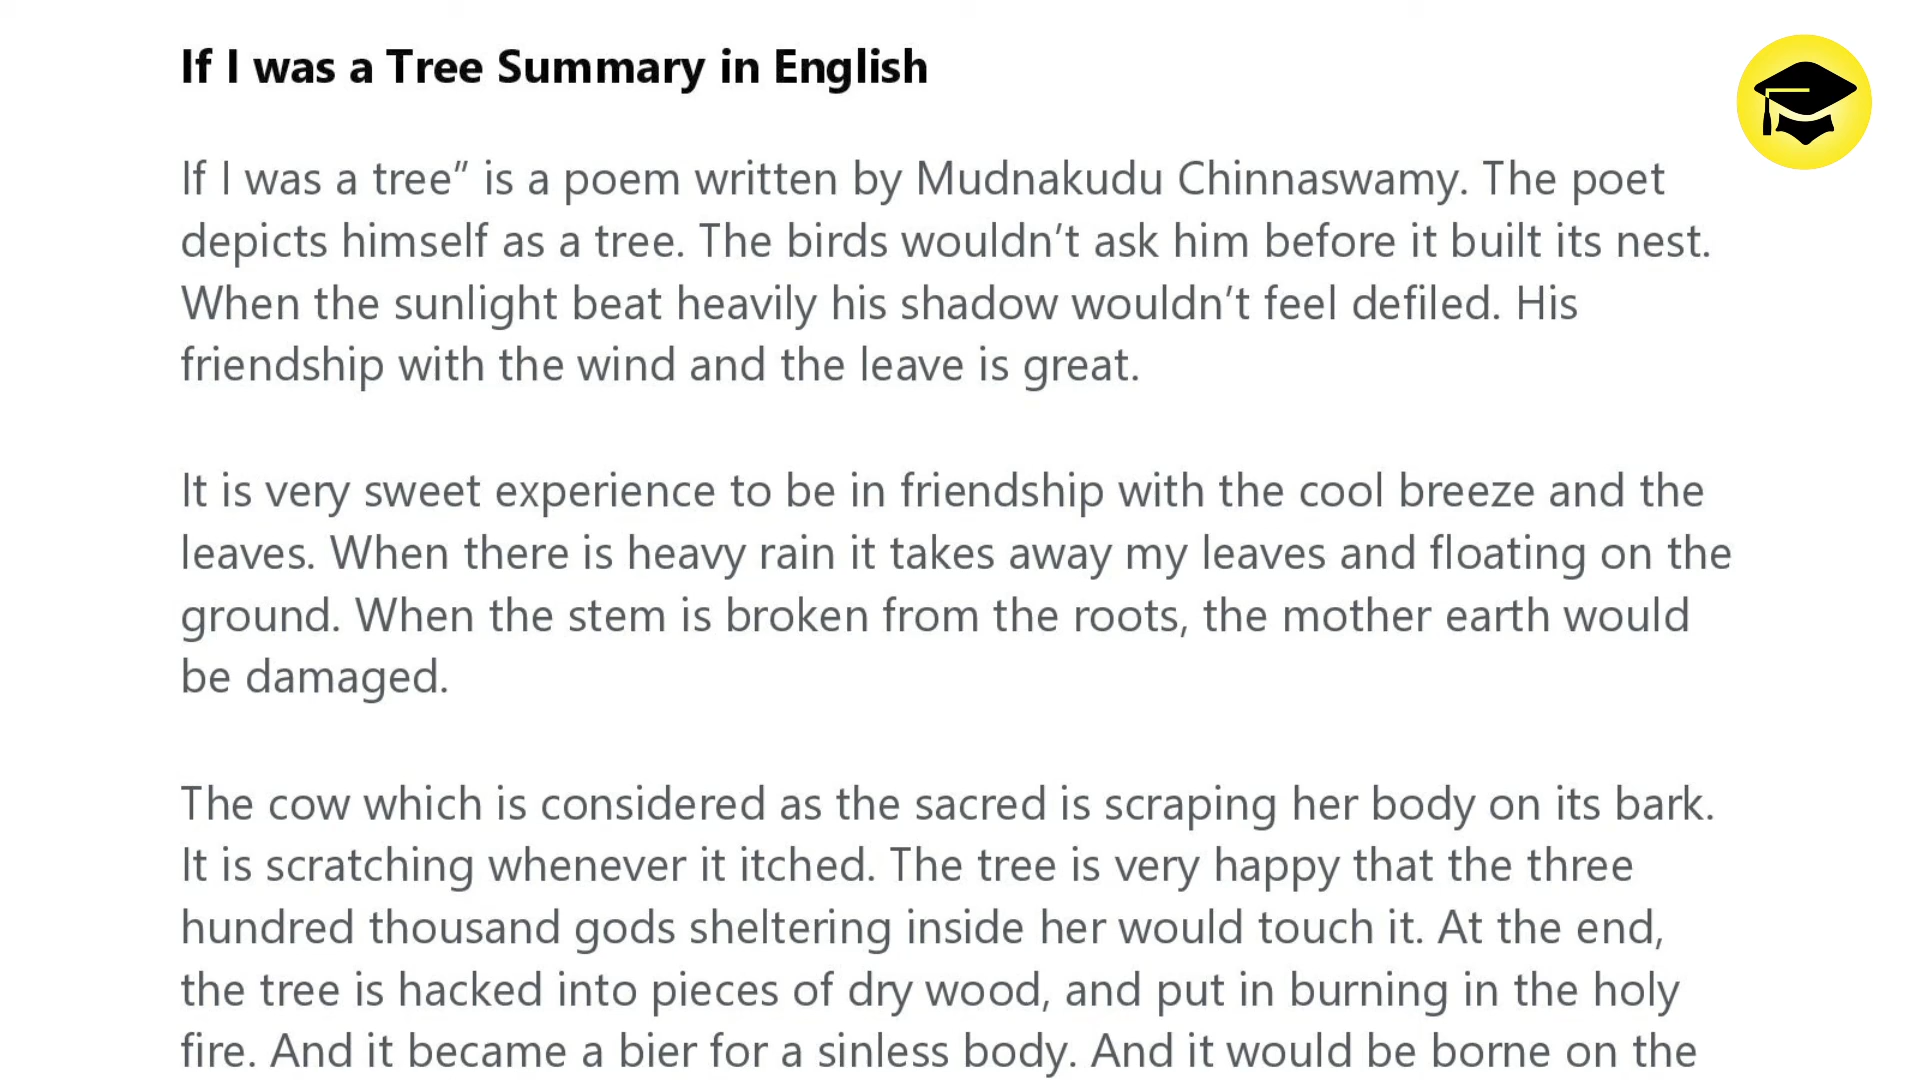 If I was a Tree Summary in English
If I was a tree” is a poem written by Mudnakudu Chinnaswamy. The poet
depicts himself as a tree. The birds wouldn’t ask him before it built its nest.
When the sunlight beat heavily his shadow wouldn’t feel defiled. His
friendship with the wind and the leave is great.
It is very sweet experience to be in friendship with the cool breeze and the
leaves. When there is heavy rain it takes away my leaves and floating on the
ground. When the stem is broken from the roots, the mother earth would
be damaged.
The cow which is considered as the sacred is scraping her body on its bark.
It is scratching whenever it itched. The tree is very happy that the three
hundred thousand gods sheltering inside her would touch it. At the end,
the tree is hacked into pieces of dry wood, and put in burning in the holy
fire. And it became a bier for a sinless body. And it would be borne on the